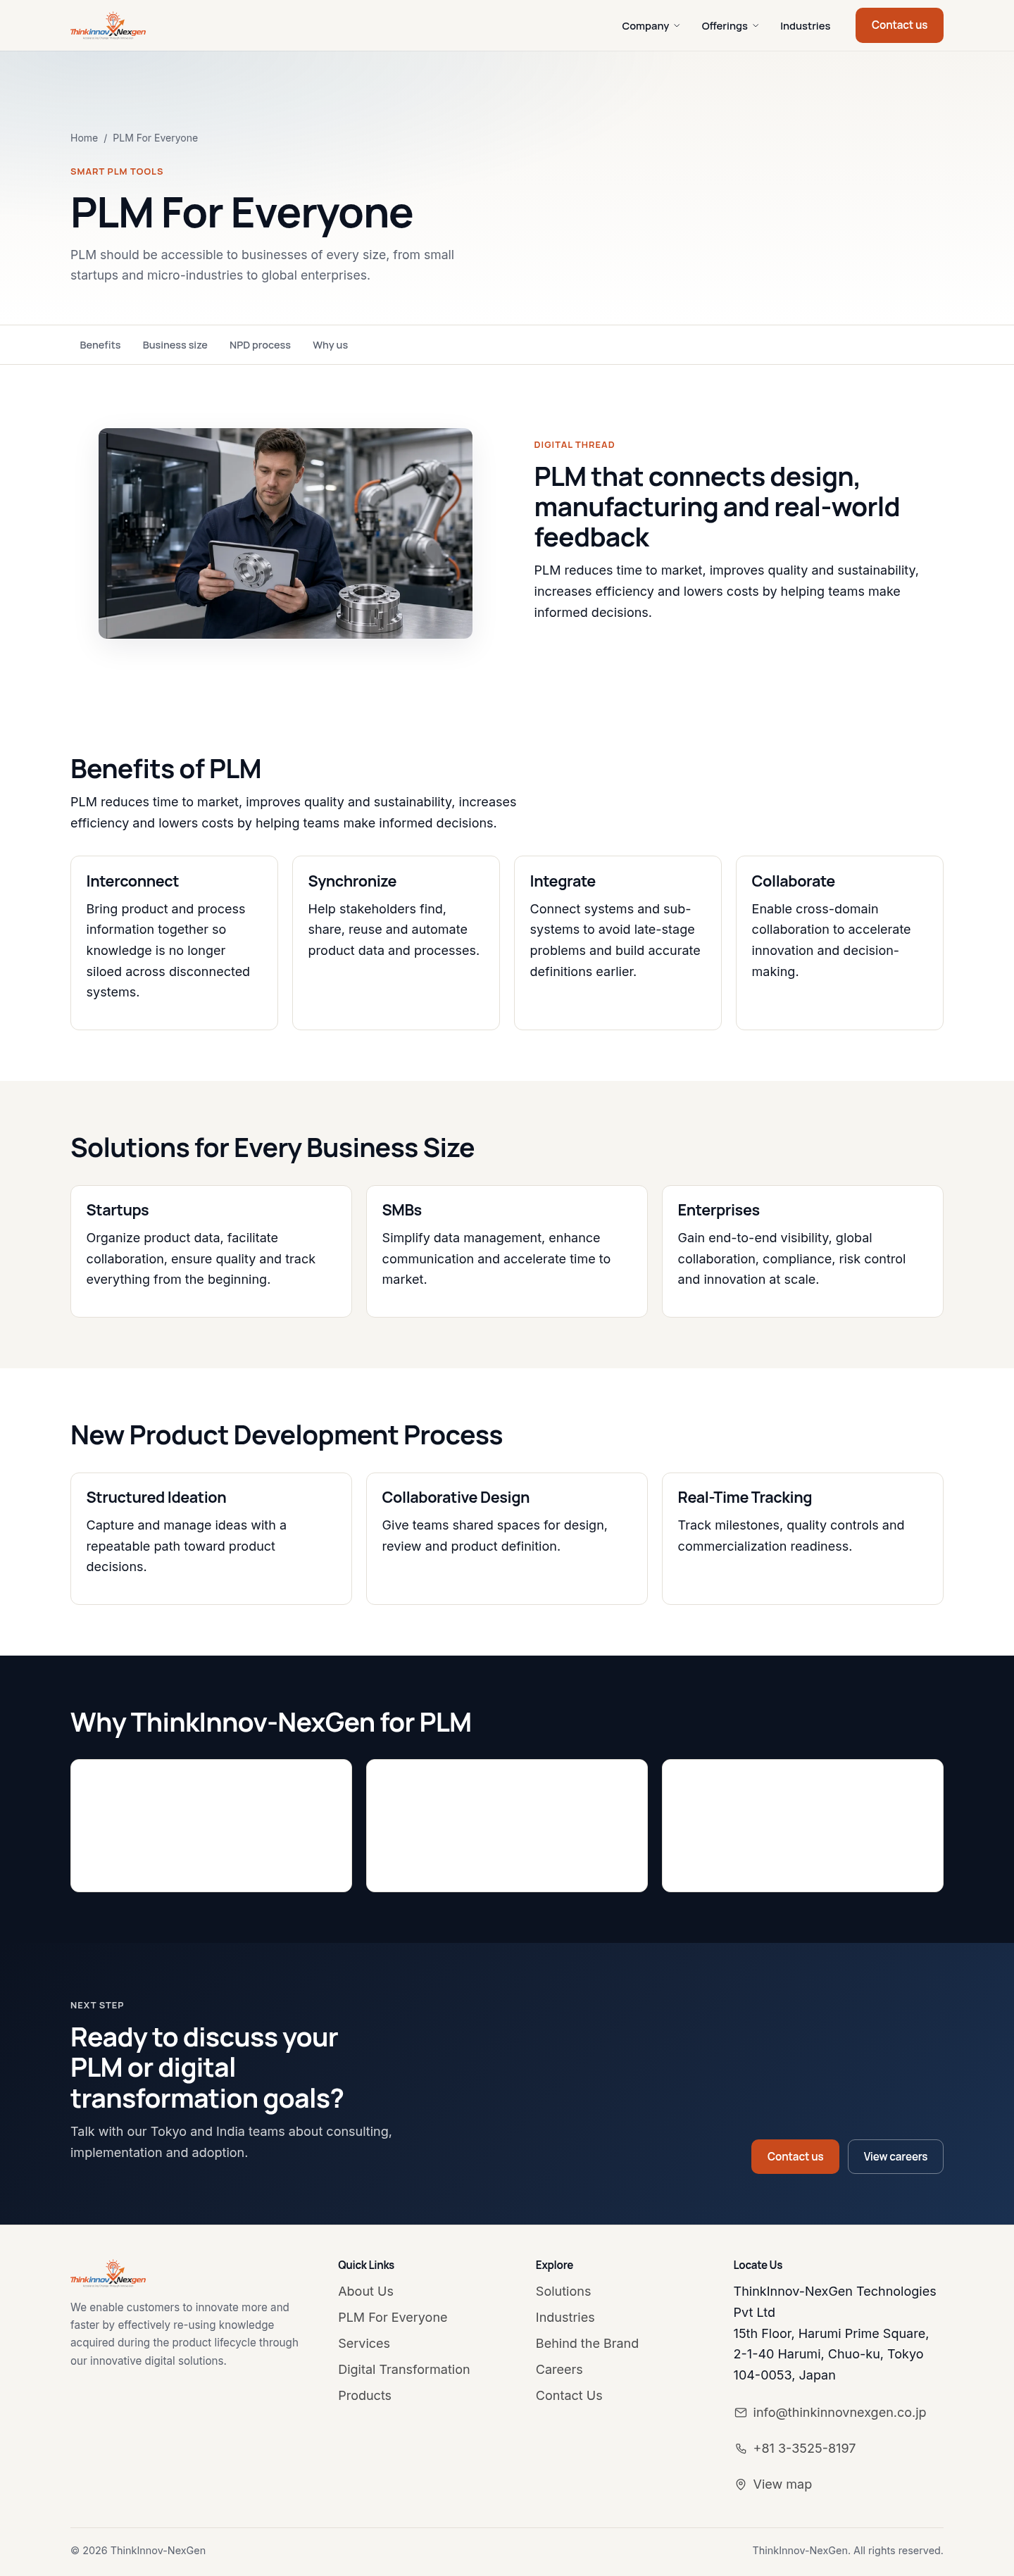 ThinkInnovXNexgen
Company
Offerings
Industries
Contact us
Home / PLM For Everyone
SMART PLM TOOLS
PLM For Everyone
PLM should be accessible to businesses of every size, from small
startups and micro-industries to global enterprises.
Benefits
Business size
NPD process
Why us
DIGITAL THREAD
PLM that connects design,
manufacturing and real-world
feedback
PLM reduces time to market, improves quality and sustainability,
increases efficiency and lowers costs by helping teams make
informed decisions.
Benefits of PLM
PLM reduces time to market, improves quality and sustainability, increases
efficiency and lowers costs by helping teams make informed decisions.
Interconnect
Bring product and process
information together so
knowledge is no longer
siloed across disconnected
systems.
Synchronize
Help stakeholders find,
share, reuse and automate
product data and processes.
Integrate
Connect systems and sub-
systems to avoid late-stage
problems and build accurate
definitions earlier.
Collaborate
Enable cross-domain
collaboration to accelerate
innovation and decision-
making.
Solutions for Every Business Size
Startups
Organize product data, facilitate
collaboration, ensure quality and track
everything from the beginning.
SMBs
Simplify data management, enhance
communication and accelerate time to
market.
Enterprises
Gain end-to-end visibility, global
collaboration, compliance, risk control
and innovation at scale.
New Product Development Process
Structured Ideation
Capture and manage ideas with a
repeatable path toward product
decisions.
Collaborative Design
Give teams shared spaces for design,
review and product definition.
Real-Time Tracking
Track milestones, quality controls and
commercialization readiness.
Why ThinkInnov-NexGen for PLM
NEXT STEP
Ready to discuss your
PLM or digital
transformation goals?
Talk with our Tokyo and India teams about consulting,
implementation and adoption.
Contact us
View careers
ThinkInnovXNexgen
We enable customers to innovate more and
faster by effectively re-using knowledge
acquired during the product lifecycle through
our innovative digital solutions.
Quick Links
About Us
PLM For Everyone
Services
Digital Transformation
Products
Explore
Solutions
Industries
Behind the Brand
Careers
Contact Us
Locate Us
ThinkInnov-NexGen Technologies
Pvt Ltd
15th Floor, Harumi Prime Square,
2-1-40 Harumi, Chuo-ku, Tokyo
104-0053, Japan
info@thinkinnovnexgen.co.jp
+81 3-3525-8197
View map
© 2026 ThinkInnov-NexGen
ThinkInnov-NexGen. All rights reserved.